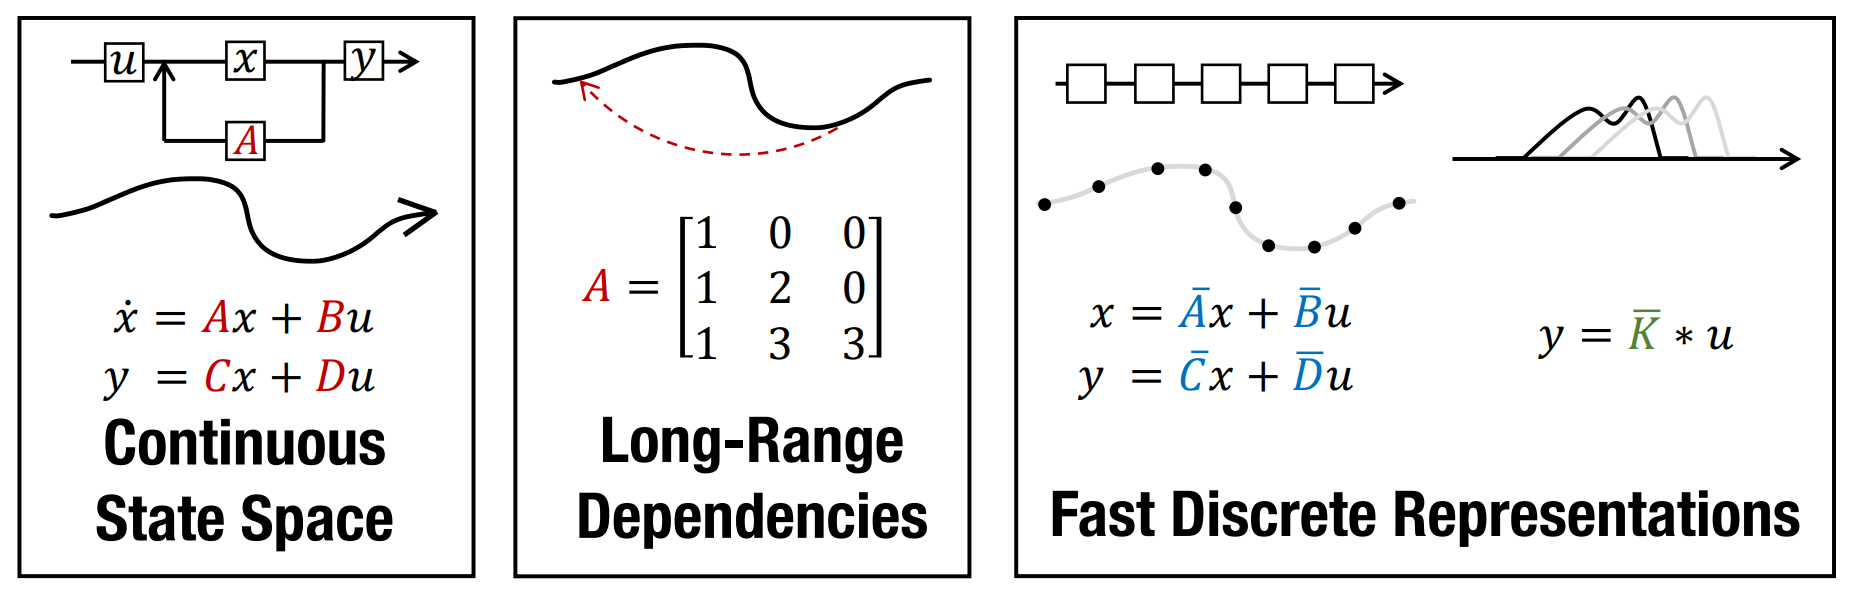 u x y
A
ẋ = Ax + Bu
y = Cx + Du
Continuous
State Space
A = [1 0 0
1 2 0
1 3 3]
Long-Range
Dependencies
x = A̅x + B̅u
y = C̅x + D̅u
y = K̅ ∗ u
Fast Discrete Representations